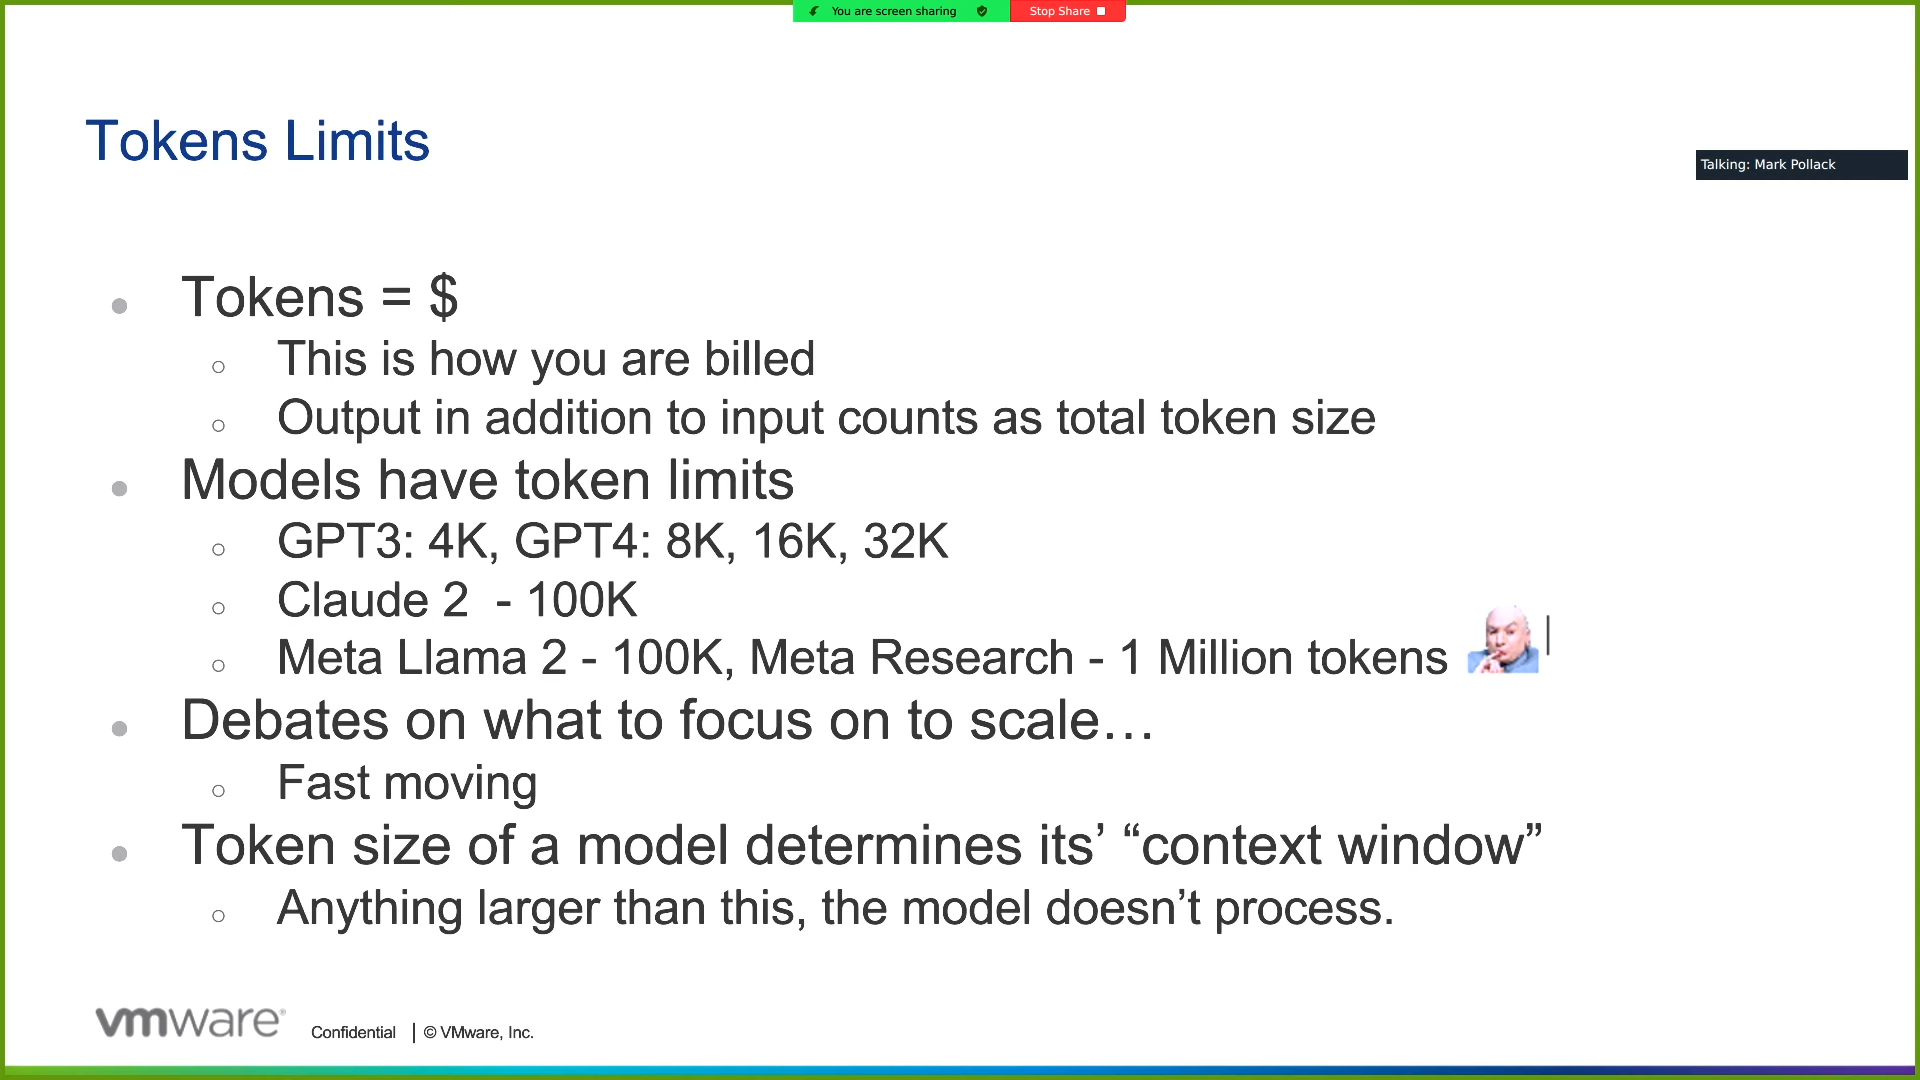 You are screen sharing
Stop Share
Tokens Limits
Talking: Mark Pollack
Tokens = $
This is how you are billed
Output in addition to input counts as total token size
Models have token limits
GPT3: 4K, GPT4: 8K, 16K, 32K
Claude 2  - 100K
Meta Llama 2 - 100K, Meta Research - 1 Million tokens
Debates on what to focus on to scale…
Fast moving
Token size of a model determines its’ “context window”
Anything larger than this, the model doesn’t process.
vmware®
Confidential | © VMware, Inc.